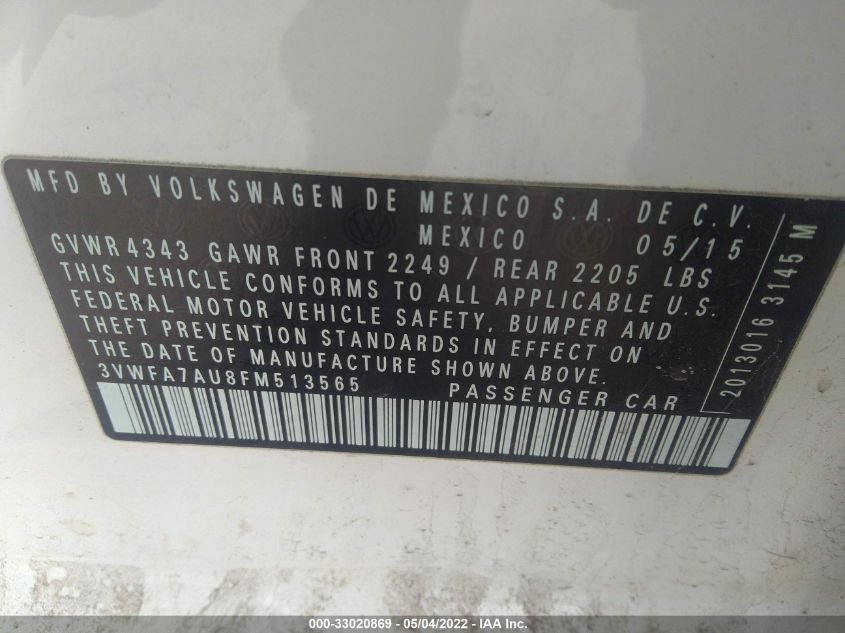 MFD BY VOLKSWAGEN DE MEXICO S.A. DE C.V.
MEXICO 05/15
GVWR 4343 GAWR FRONT 2249 / REAR 2205 LBS
THIS VEHICLE CONFORMS TO ALL APPLICABLE U.S.
FEDERAL MOTOR VEHICLE SAFETY, BUMPER AND
THEFT PREVENTION STANDARDS IN EFFECT ON
THE DATE OF MANUFACTURE SHOWN ABOVE.
3VWFA7AU8FM513565 PASSENGER CAR
2013016 3145 M
000-33020869 - 05/04/2022 - IAA Inc.